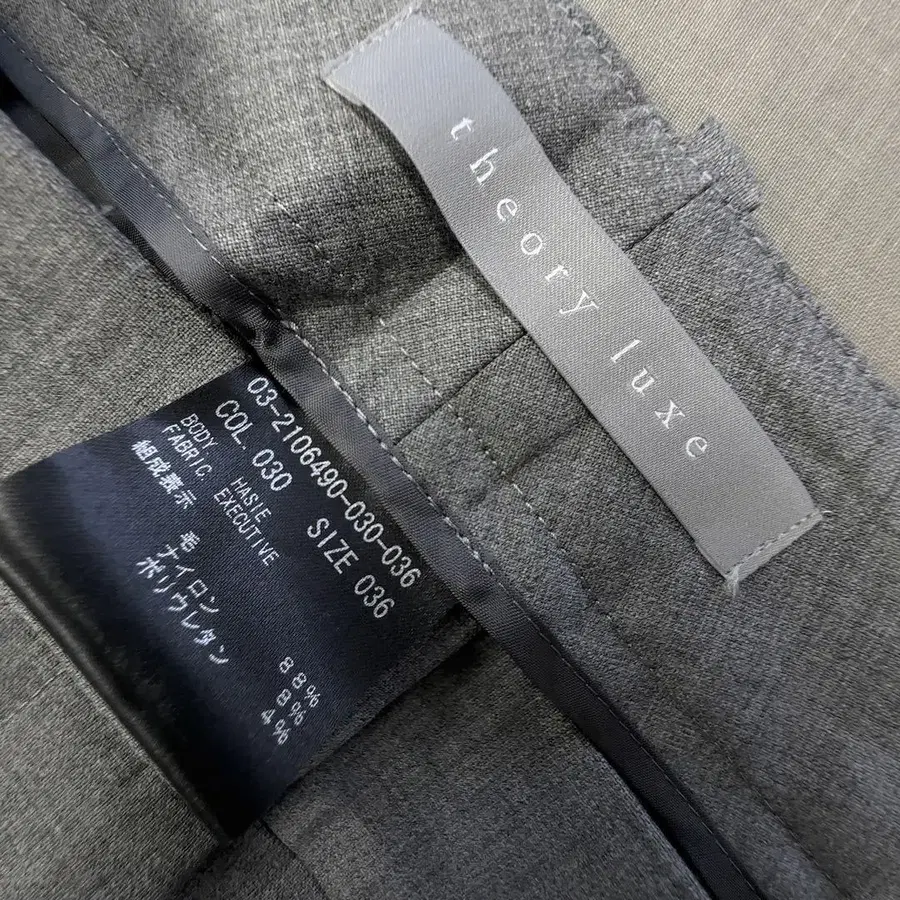 theory luxe
03-2106490-030-036
COL. 030 SIZE 036
BODY HASIE
FABRIC. EXECUTIVE
組成表示
毛 88%
ナイロン 8%
ポリウレタン 4%